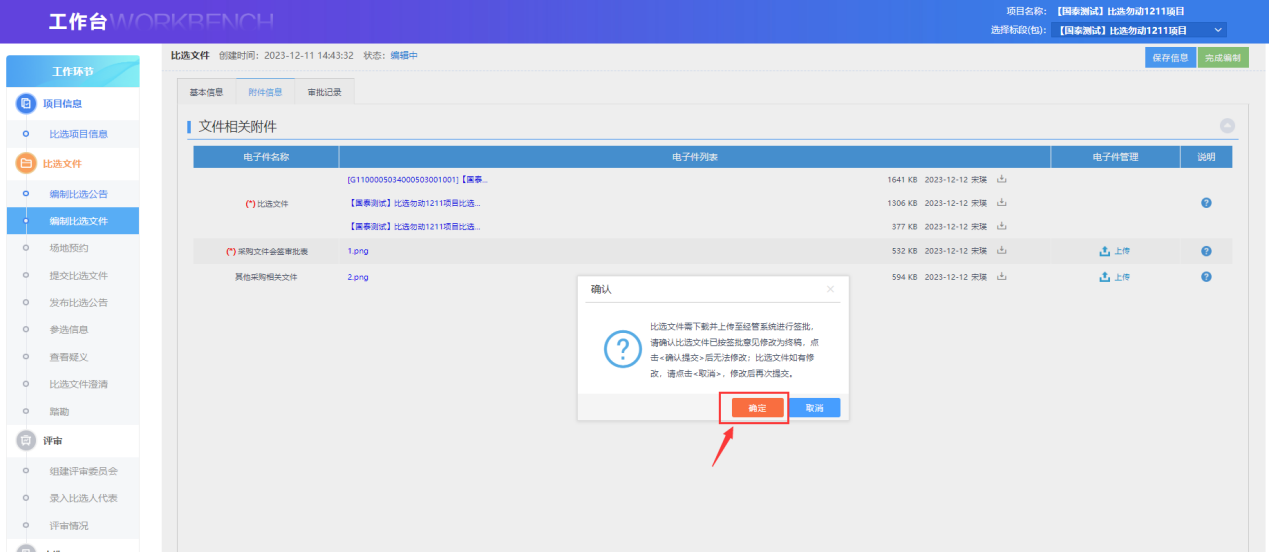 工作台WORKBENCH
项目名称: 【国泰测试】比选勿动1211项目
选择标段(包): 【国泰测试】比选勿动1211项目
比选文件 创建时间: 2023-12-11 14:43:32 状态: 编辑中
保存信息 完成编制
工作环节
项目信息
比选项目信息
比选文件
编制比选公告
编制比选文件
场地预约
提交比选文件
发布比选公告
参选信息
查看疑义
比选文件澄清
踏勘
评审
组建评审委员会
录入比选人代表
评审情况
基本信息 附件信息 审批记录
文件相关附件
电子件名称 电子件列表 电子件管理 说明
(*)比选文件
[G1100005034000503001001]【国泰... 1641 KB 2023-12-12 宋瑛
【国泰测试】比选勿动1211项目比选... 1306 KB 2023-12-12 宋瑛
【国泰测试】比选勿动1211项目比选... 377 KB 2023-12-12 宋瑛
(*)采购文件会签审批表 1.png 532 KB 2023-12-12 宋瑛 上传
其他采购相关文件 2.png 594 KB 2023-12-12 宋瑛 上传
确认
比选文件需下载并上传至经管系统进行签批,
请确认比选文件已按签批意见修改为终稿, 点
击<确认提交>后无法修改; 比选文件如有修
改, 请点击<取消>, 修改后再次提交。
确定 取消